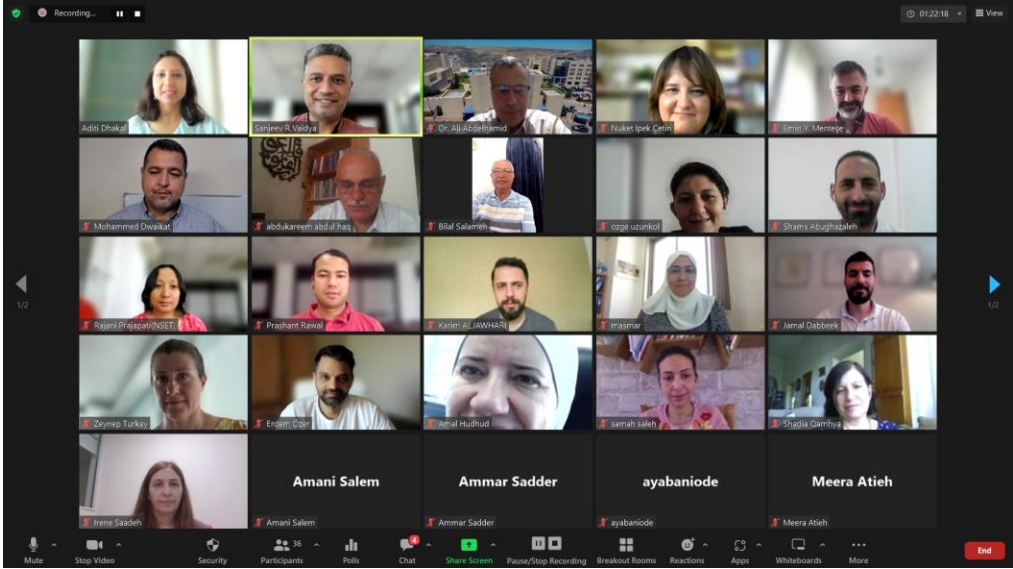 Recording...
01:22:18
View
Aditi Dhakal
Sanjeev R Vaidya
Dr. Ali Abdelhamid
Nuket Ipek Cetin
Emin Y. Mentese
Mohammed Dwaikat
abdukareem abdul haq
Bilal Salameh
ozge uzunkol
Shams Abughazaleh
1/2
1/2
Rajani Prajapati(NSET)
Prashant Rawal
Karim ALJAWHARI
masmar
Jamal Dabbeek
Zeynep Turkay
Erdem Ozer
Amal Hudhud
samah saleh
Shadia Qamhya
Amani Salem
Ammar Sadder
ayabaniode
Meera Atieh
Irene Saadeh
Amani Salem
Ammar Sadder
ayabaniode
Meera Atieh
36
4
Mute
Stop Video
Security
Participants
Polls
Chat
Share Screen
Pause/Stop Recording
Breakout Rooms
Reactions
Apps
Whiteboards
More
End